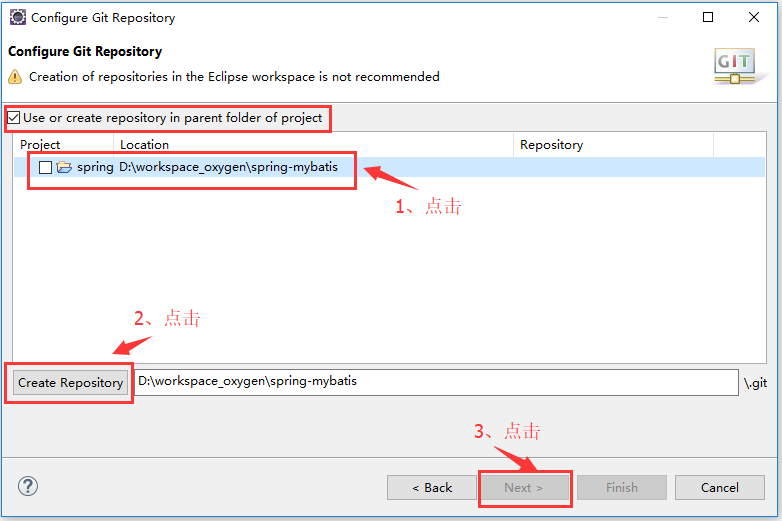 Configure Git Repository
Configure Git Repository
Creation of repositories in the Eclipse workspace is not recommended
GIT
Use or create repository in parent folder of project
Project Location Repository
spring D:\workspace_oxygen\spring-mybatis
1、点击
2、点击
Create Repository D:\workspace_oxygen\spring-mybatis \.git
3、点击
? < Back Next > Finish Cancel